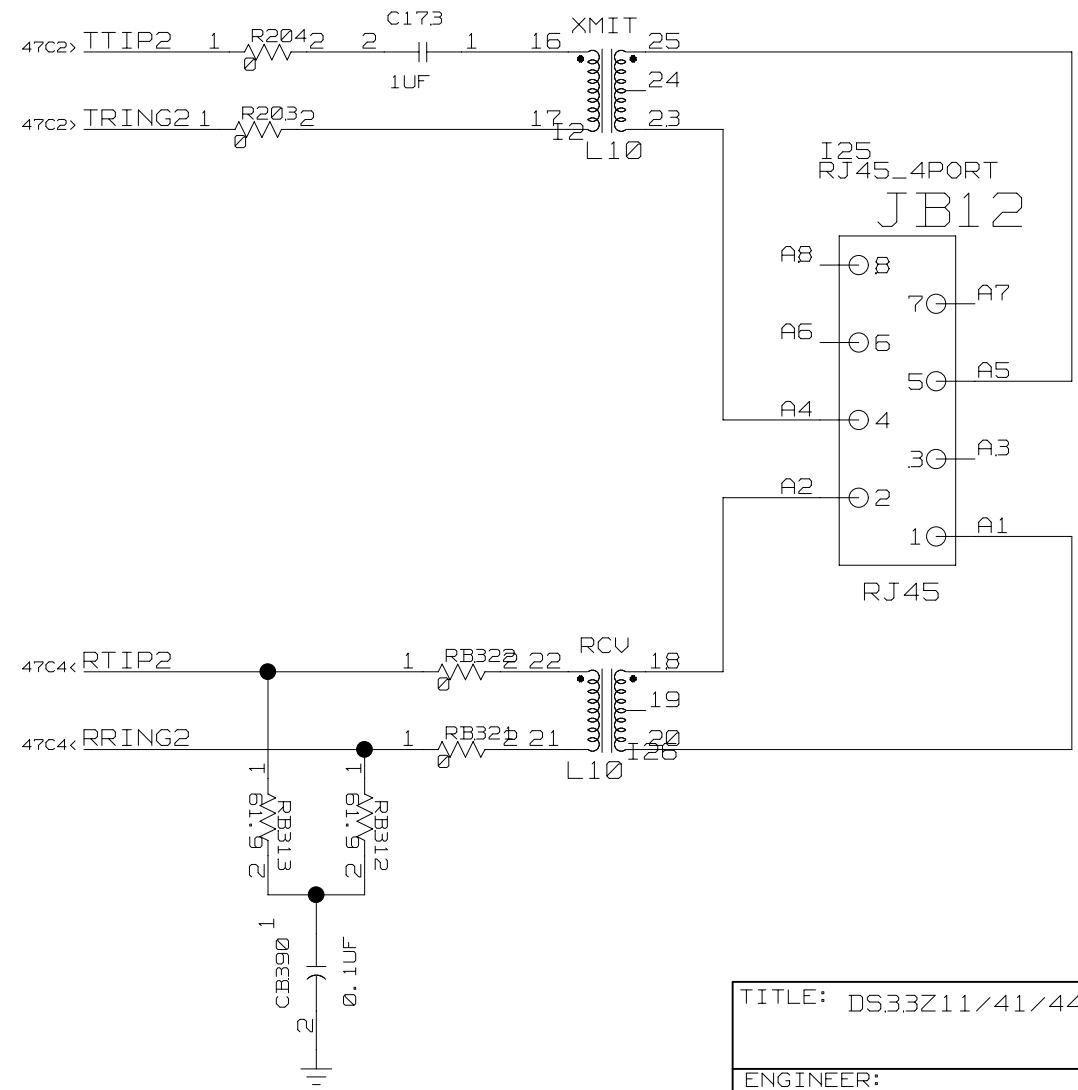 C173
XMIT
47C2> TTIP2 1 R204 2 2 1 16 25
0
1UF
24
47C2> TRING2 1 R203 2 17 23
0
I2
L10
I25
RJ45_4PORT
JB12
A8 8
7 A7
A6 6
5 A5
A4 4
3 A3
A2 2
1 A1
RJ45
RCV
47C4< RTIP2 1 RB322 2 22 18
0
19
47C4< RRING2 1 RB321 2 21 20
0
I26
L10
1 1
61.9 RB313 61.9 RB312
2 2
1
CB390 0.1UF
2
TITLE: DS33Z11/41/44
ENGINEER: